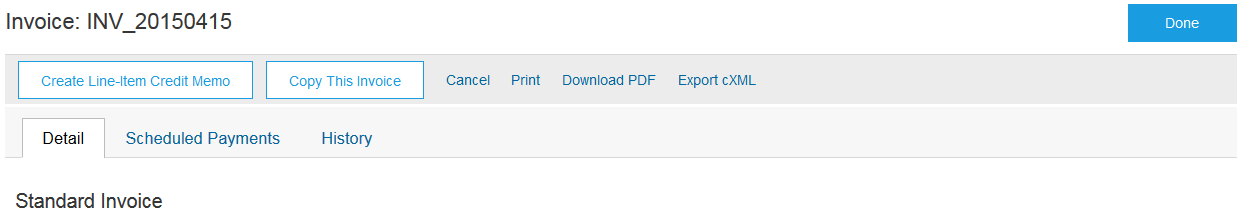 Invoice: INV_20150415
Done
Create Line-Item Credit Memo Copy This Invoice Cancel Print Download PDF Export cXML
Detail Scheduled Payments History
Standard Invoice